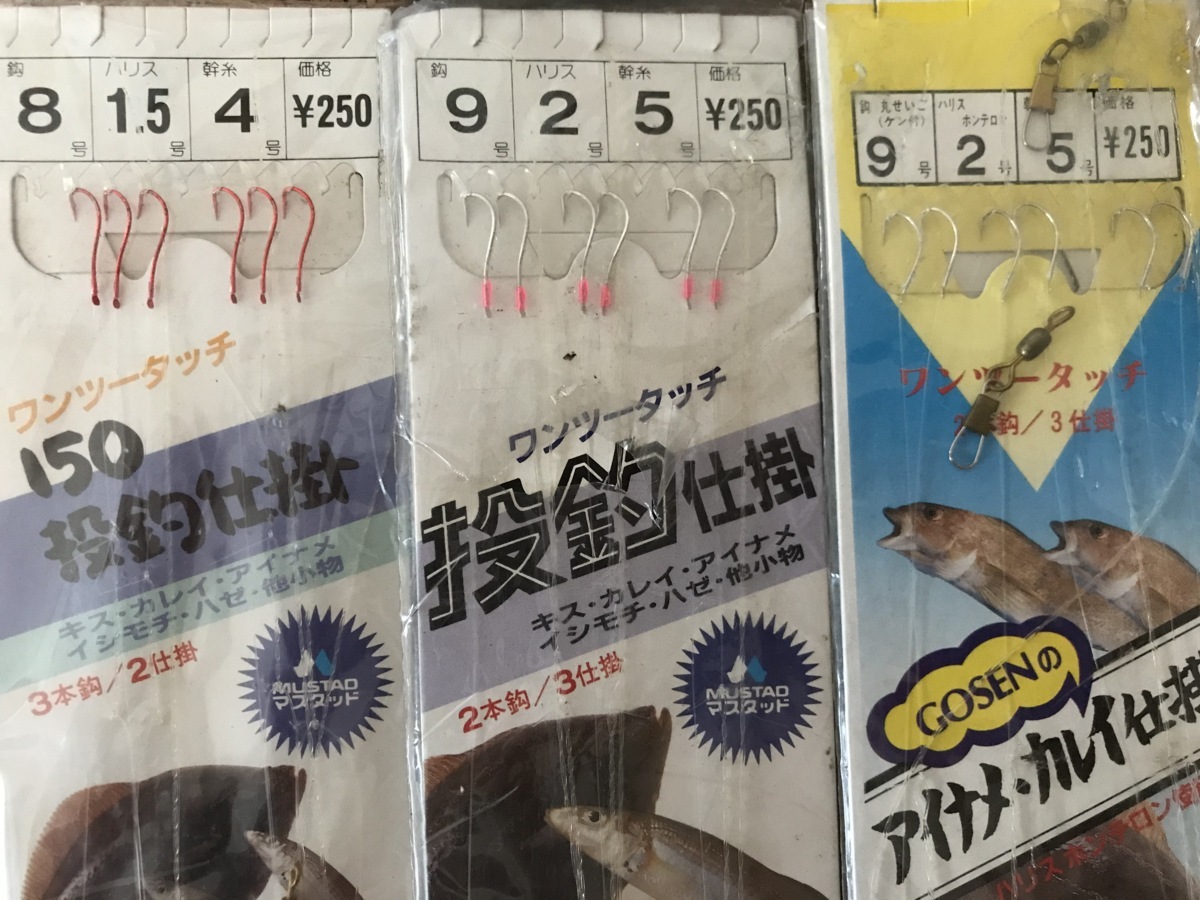 鈎 ハリス 幹糸 価格
8号 1.5号 4号 ¥250
ワンツータッチ
150
投釣仕掛
キス・カレイ・アイナメ
イシモチ・ハゼ・他小物
3本鈎/2仕掛
MUSTAD
マスタッド
鈎 ハリス 幹糸 価格
9号 2号 5号 ¥250
ワンツータッチ
投釣仕掛
キス・カレイ・アイナメ
イシモチ・ハゼ・他小物
2本鈎/3仕掛
MUSTAD
マスタッド
鈎 丸せいご ハリス 価格
(ケン付) ホンテロン
9号 2号 5号 ¥250
ワンツータッチ
2本鈎/3仕掛
GOSENの
アイナメ・カレイ仕掛
ハリスホンテロン